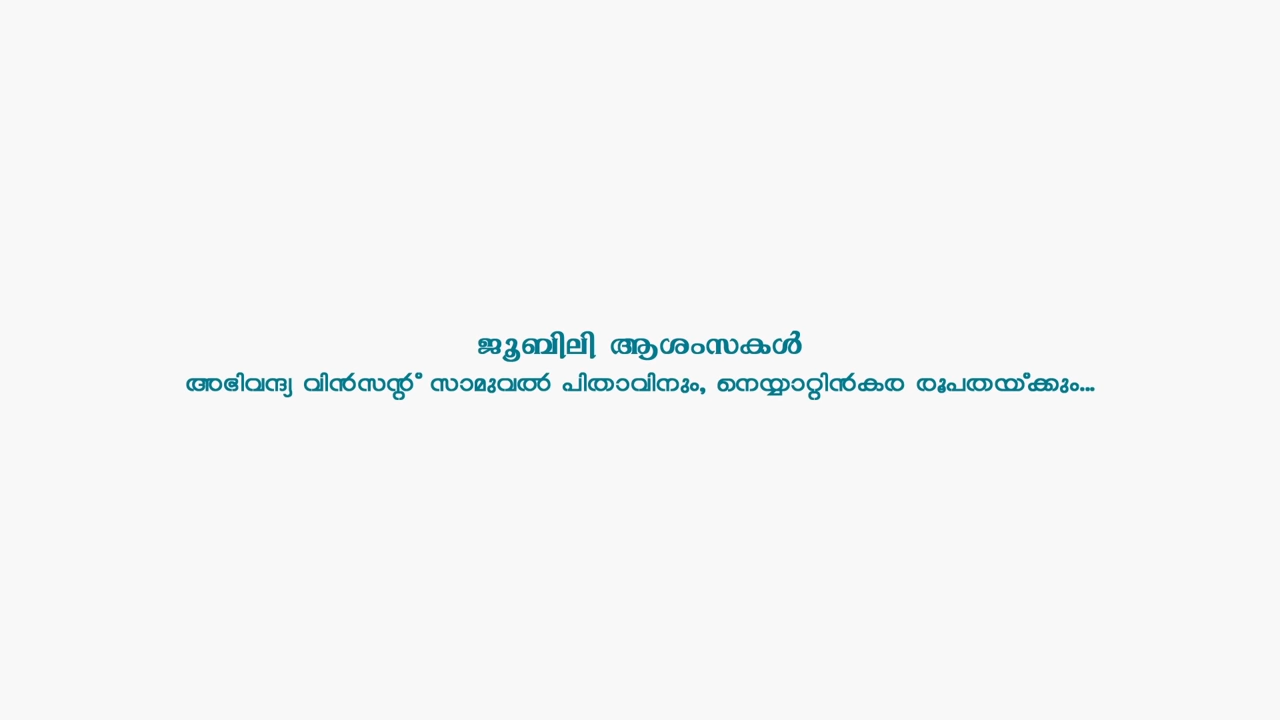 ജൂബിലി ആശംസകൾ
അഭിവന്ദ്യ വിൻസന്റ് സാമുവൽ പിതാവിനും, നെയ്യാറ്റിൻകര രൂപതയ്ക്കും...